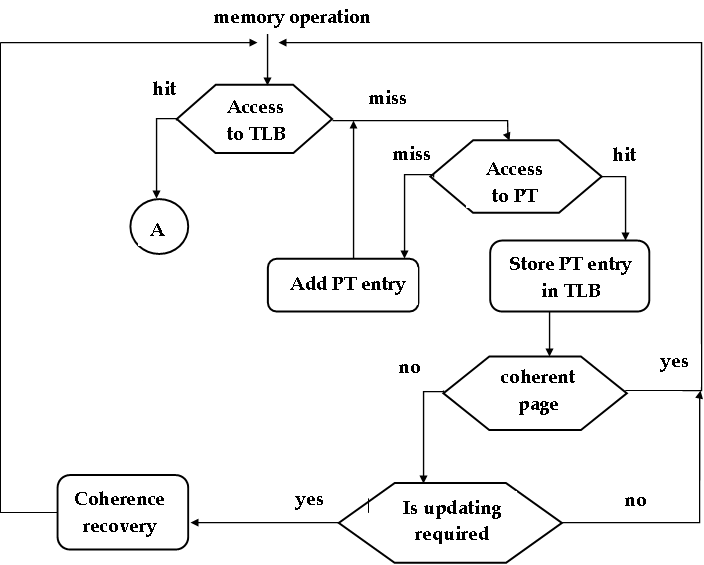 memory operation
hit
Access
to TLB
miss
miss
Access
to PT
hit
A
Add PT entry
Store PT entry
in TLB
no
coherent
page
yes
Coherence
recovery
yes
Is updating
required
no